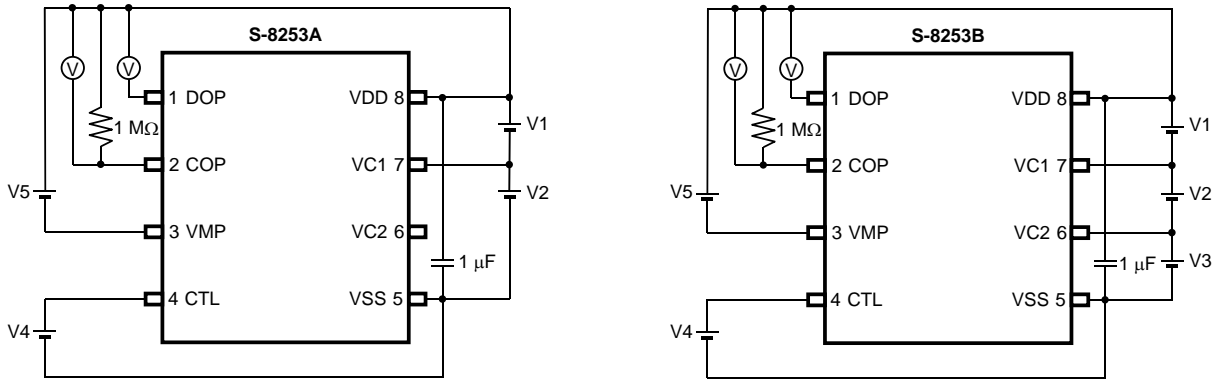 S-8253A
V
V
1 DOP
VDD 8
1 MΩ
V1
2 COP
VC1 7
V5
V2
3 VMP
VC2 6
1 µF
4 CTL
VSS 5
V4
S-8253B
V
V
1 DOP
VDD 8
1 MΩ
V1
2 COP
VC1 7
V5
V2
3 VMP
VC2 6
1 µF
V3
4 CTL
VSS 5
V4